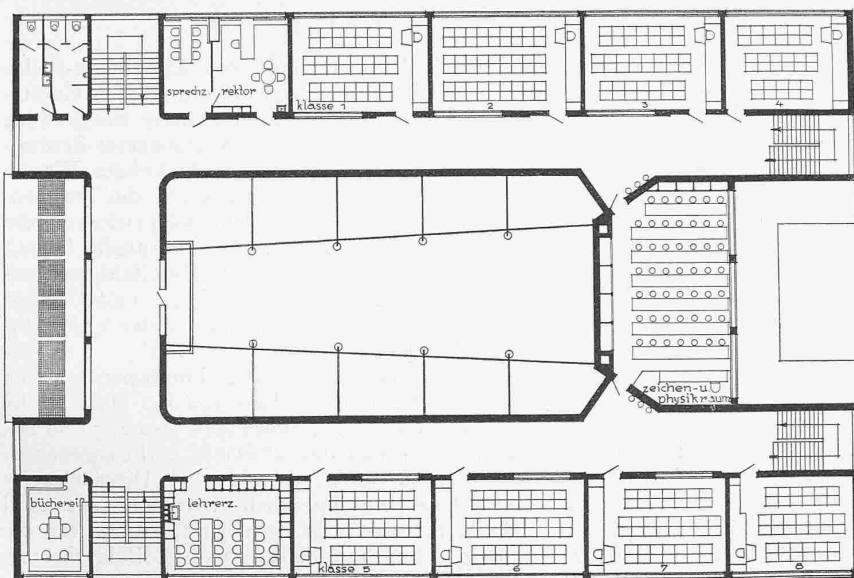 sprechz. rektor
klasse 1
2
3
4
zeichen-u.
physikraum
bücherei
lehrerz.
klasse 5
6
7
8